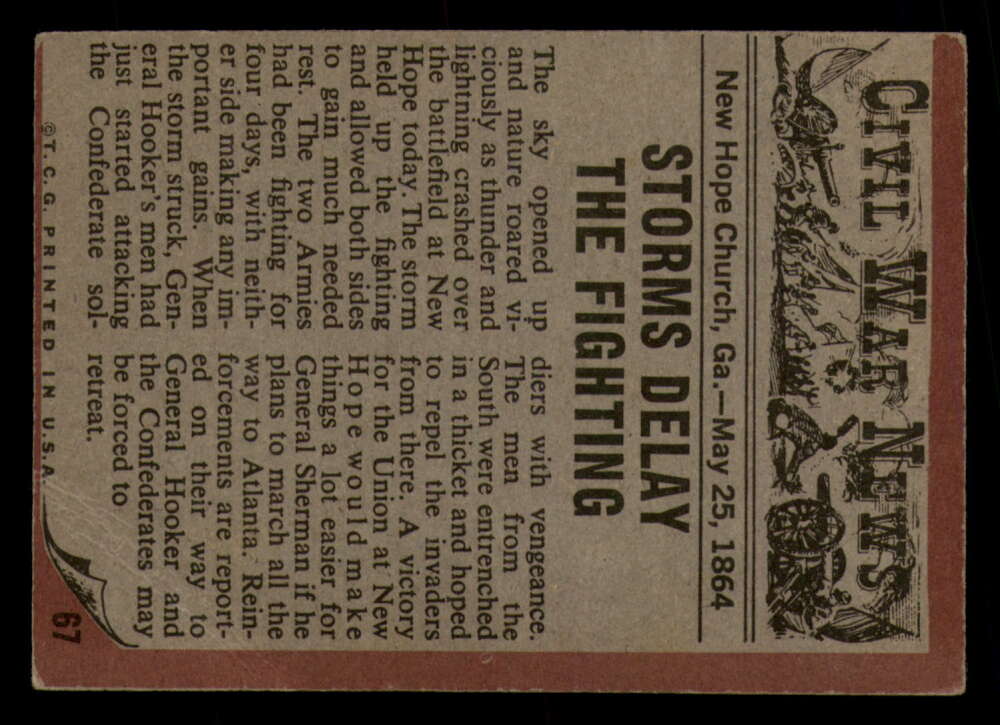 CIVIL WAR NEWS
New Hope Church, Ga.—May 25, 1864
STORMS DELAY
THE FIGHTING
The sky opened up
and nature roared vi-
ciously as thunder and
lightning crashed over
the battlefield at New
Hope today. The storm
held up the fighting
and allowed both sides
to gain much needed
rest. The two Armies
had been fighting for
four days, with neith-
er side making any im-
portant gains. When
the storm struck, Gen-
eral Hooker's men had
just started attacking
the Confederate sol-
diers with vengeance.
The men from the
South were entrenched
in a thicket and hoped
to repel the invaders
from there. A victory
for the Union at New
Hope would make
things a lot easier for
General Sherman if he
plans to march all the
way to Atlanta. Rein-
forcements are report-
ed on their way to
General Hooker and
the Confederates may
be forced to
retreat.
©T.C.G. PRINTED IN U.S.A.
67